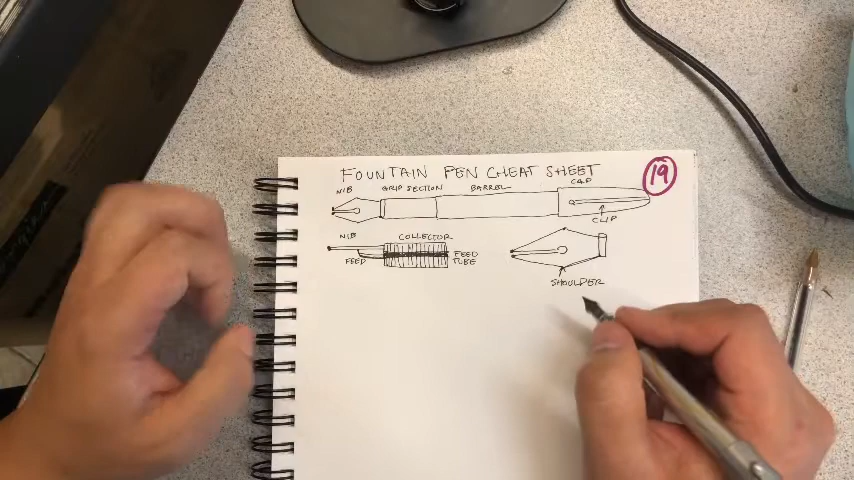 FOUNTAIN PEN CHEAT SHEET
19
NIB GRIP SECTION BARREL CAP
CLIP
NIB COLLECTOR
FEED FEED TUBE
SHOULDER